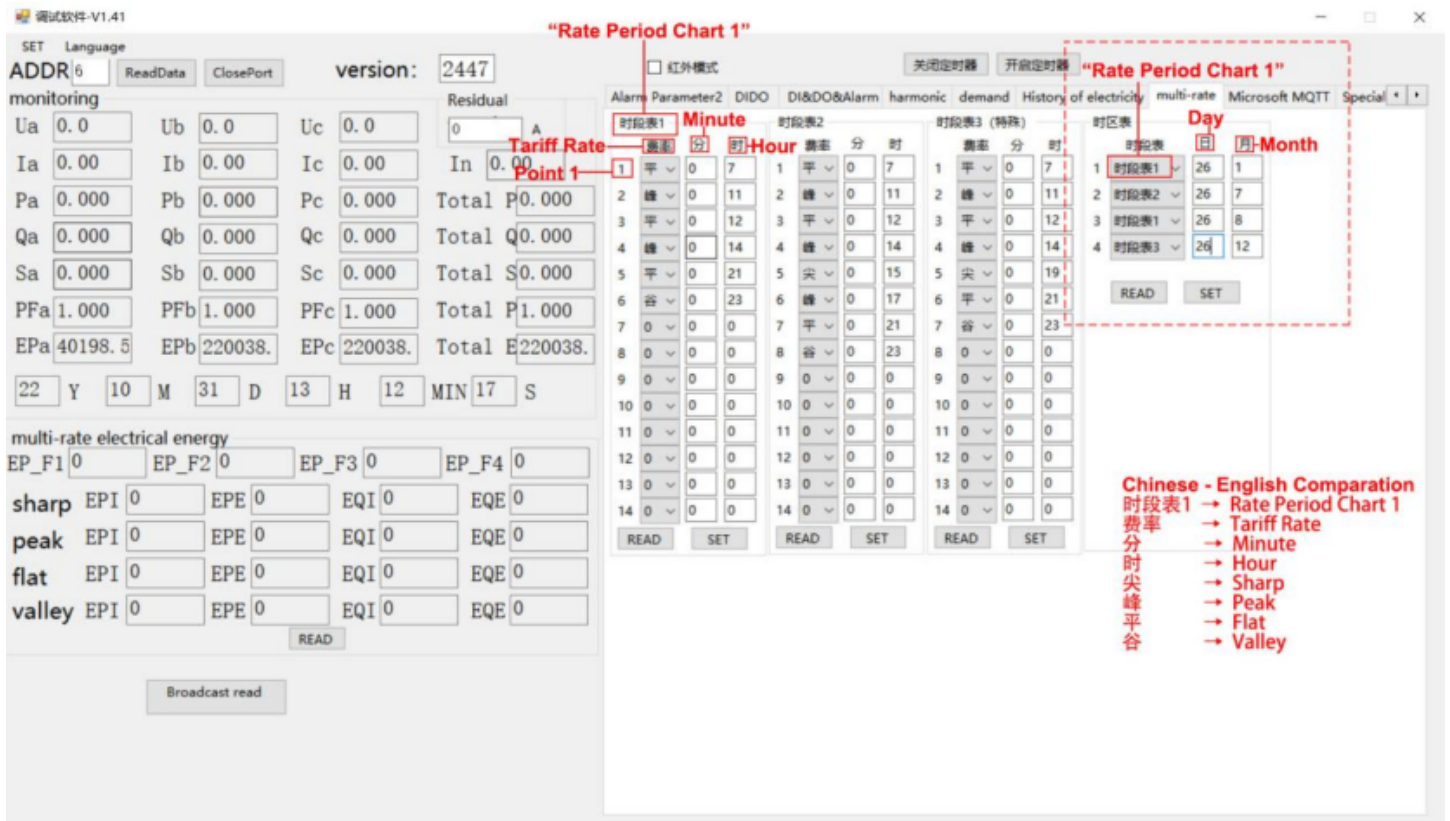 调试软件-V1.41
SET Language
ADDR 6 ReadData ClosePort version: 2447
红外模式 关闭定时器 开启定时器
"Rate Period Chart 1"
"Rate Period Chart 1"
monitoring
Residual
0 A
Ua 0.0 Ub 0.0 Uc 0.0
Ia 0.00 Ib 0.00 Ic 0.00 In 0.00
Pa 0.000 Pb 0.000 Pc 0.000 Total P 0.000
Qa 0.000 Qb 0.000 Qc 0.000 Total Q 0.000
Sa 0.000 Sb 0.000 Sc 0.000 Total S 0.000
PFa 1.000 PFb 1.000 PFc 1.000 Total P 1.000
EPa 40198.5 EPb 220038. EPc 220038. Total E 220038.
22 Y 10 M 31 D 13 H 12 MIN 17 S
multi-rate electrical energy
EP_F1 0 EP_F2 0 EP_F3 0 EP_F4 0
sharp EPI 0 EPE 0 EQI 0 EQE 0
peak EPI 0 EPE 0 EQI 0 EQE 0
flat EPI 0 EPE 0 EQI 0 EQE 0
valley EPI 0 EPE 0 EQI 0 EQE 0
READ
Broadcast read
Alarm Parameter2 DIDO DI&DO&Alarm harmonic demand History of electricity multi-rate Microsoft MQTT Special
时段表1
Minute
Tariff Rate 费率 分 时 Hour
Point 1
1 平 0 7
2 峰 0 11
3 平 0 12
4 峰 0 14
5 平 0 21
6 谷 0 23
7 0 0 0
8 0 0 0
9 0 0 0
10 0 0 0
11 0 0 0
12 0 0 0
13 0 0 0
14 0 0 0
READ SET
时段表2
费率 分 时
1 平 0 7
2 峰 0 11
3 平 0 12
4 峰 0 14
5 尖 0 15
6 峰 0 17
7 平 0 21
8 谷 0 23
9 0 0 0
10 0 0 0
11 0 0 0
12 0 0 0
13 0 0 0
14 0 0 0
READ SET
时段表3 (特殊)
费率 分 时
1 平 0 7
2 峰 0 11
3 平 0 12
4 峰 0 14
5 尖 0 19
6 平 0 21
7 谷 0 23
8 0 0 0
9 0 0 0
10 0 0 0
11 0 0 0
12 0 0 0
13 0 0 0
14 0 0 0
READ SET
时区表
Day
时段表 日 月 Month
1 时段表1 26 1
2 时段表2 26 7
3 时段表1 26 8
4 时段表3 26 12
READ SET
Chinese - English Comparation
时段表1 → Rate Period Chart 1
费率 → Tariff Rate
分 → Minute
时 → Hour
尖 → Sharp
峰 → Peak
平 → Flat
谷 → Valley